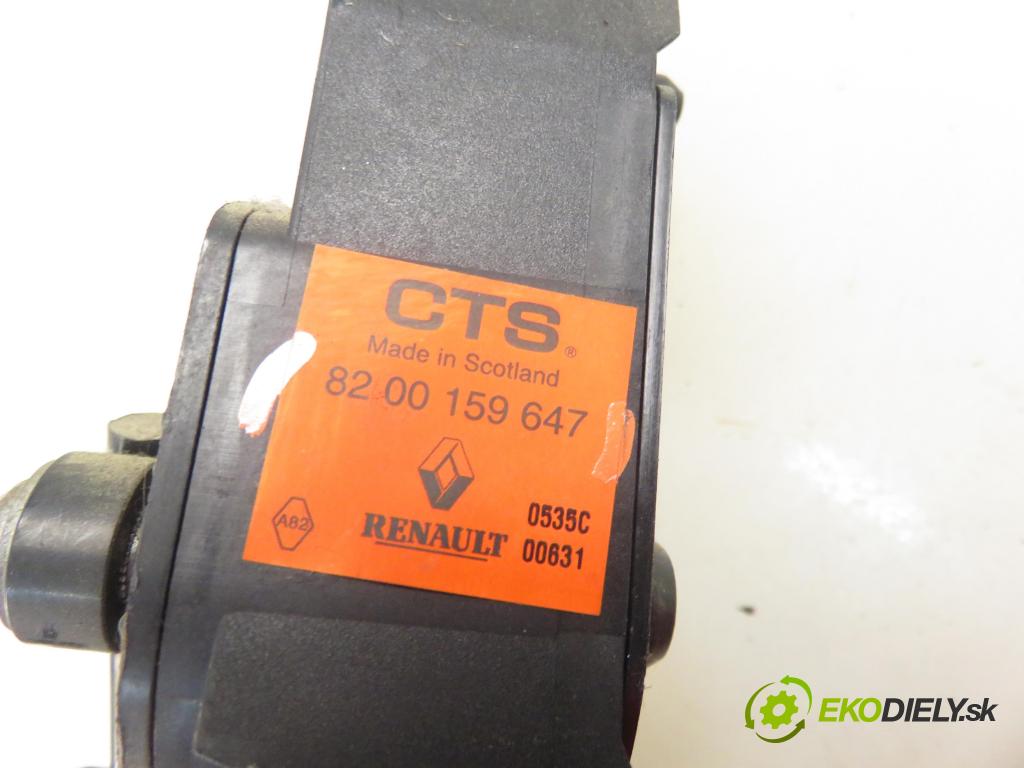 CTS®
Made in Scotland
82 00 159 647
A82
RENAULT
0535C
00631
EKODIELY.sk